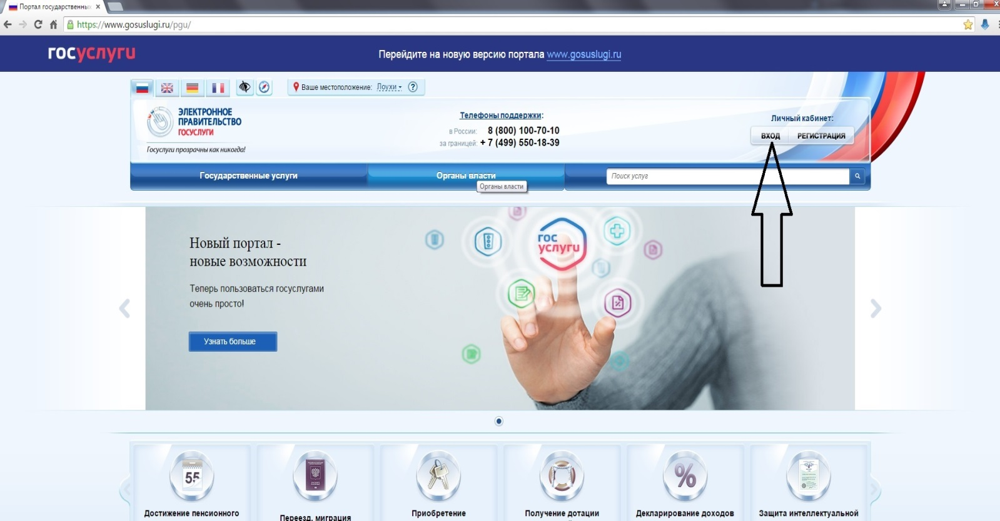 Портал государственных
https://www.gosuslugi.ru/pgu/
госуслуги
Перейдите на новую версию портала www.gosuslugi.ru
Ваше местоположение: Лоухи ?
ЭЛЕКТРОННОЕ
ПРАВИТЕЛЬСТВО
ГОСУСЛУГИ
Госуслуги прозрачны как никогда!
Телефоны поддержки:
в России: 8 (800) 100-70-10
за границей: + 7 (499) 550-18-39
Личный кабинет:
ВХОД РЕГИСТРАЦИЯ
Государственные услуги
Органы власти
Поиск услуг
Органы власти
Новый портал -
новые возможности
Теперь пользоваться госуслугами
очень просто!
Узнать больше
гос
услуги
55
%
Достижение пенсионного
Переезд, миграция
Приобретение
Получение дотации
Декларирование доходов
Защита интеллектуальной